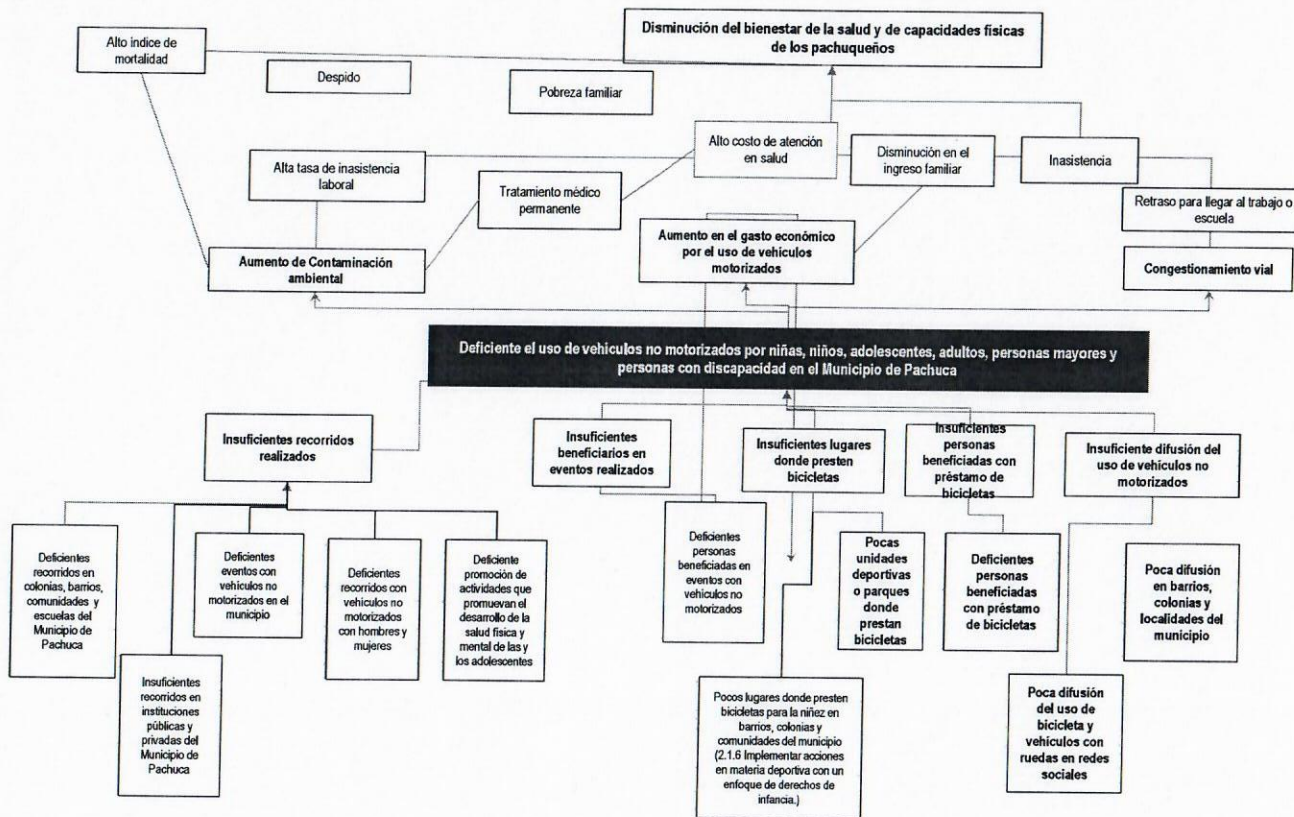 Disminución del bienestar de la salud y de capacidades físicas
de los pachuqueños
Alto índice de
mortalidad
Despido
Pobreza familiar
Alto costo de atención
en salud
Disminución en el
ingreso familiar
Inasistencia
Alta tasa de inasistencia
laboral
Tratamiento médico
permanente
Retraso para llegar al trabajo o
escuela
Aumento de Contaminación
ambiental
Aumento en el gasto económico
por el uso de vehículos
motorizados
Congestionamiento vial
Deficiente el uso de vehiculos no motorizados por niñas, niños, adolescentes, adultos, personas mayores y
personas con discapacidad en el Municipio de Pachuca
Insuficientes recorridos
realizados
Insuficientes
beneficiarios en
eventos realizados
Insuficientes lugares
donde presten
bicicletas
Insuficientes
personas
beneficiadas con
préstamo de
bicicletas
Insuficiente difusión del
uso de vehículos no
motorizados
Deficientes
recorridos en
colonias, barrios,
comunidades y
escuelas del
Municipio de
Pachuca
Insuficientes
recorridos en
instituciones
públicas y
privadas del
Municipio de
Pachuca
Deficientes
eventos con
vehículos no
motorizados en el
municipio
Deficientes
recorridos con
vehículos no
motorizados
con hombres y
mujeres
Deficiente
promoción de
actividades que
promuevan el
desarrollo de la
salud física y
mental de las y
los adolescentes
Deficientes
personas
beneficiadas en
eventos con
vehículos no
motorizados
Pocos lugares donde presten
bicicletas para la niñez en
barrios, colonias y
comunidades del municipio
(2.1.6 Implementar acciones
en materia deportiva con un
enfoque de derechos de
infancia.)
Pocas
unidades
deportivas
o parques
donde
prestan
bicicletas
Deficientes
personas
beneficiadas
con préstamo
de bicicletas
Poca difusión
del uso de
bicicleta y
vehículos con
ruedas en redes
sociales
Poca difusión
en barrios,
colonias y
localidades del
municipio